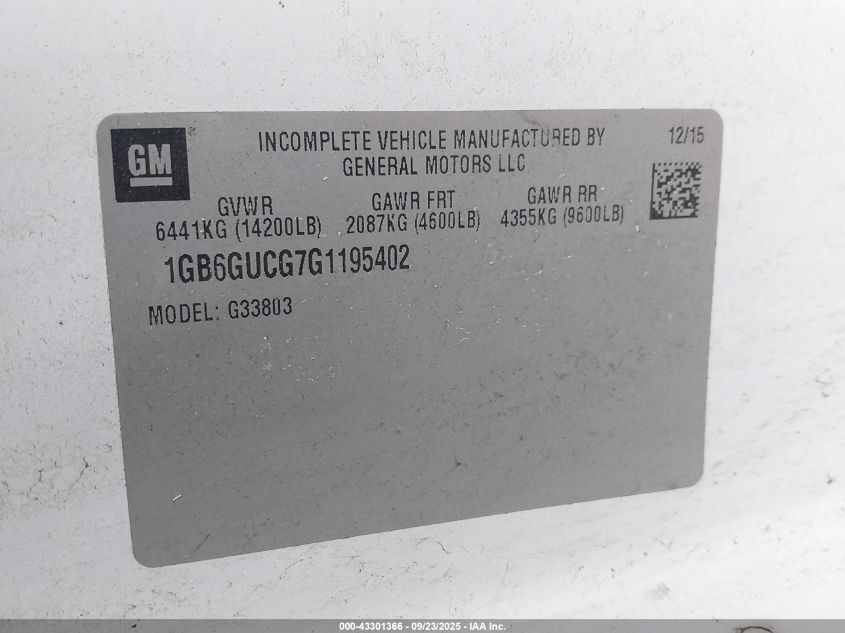 GM®
INCOMPLETE VEHICLE MANUFACTURED BY
GENERAL MOTORS LLC
12/15
GVWR
6441KG (14200LB)
GAWR FRT
2087KG (4600LB)
GAWR RR
4355KG (9600LB)
1GB6GUCG7G1195402
MODEL: G33803
000-43301366 - 09/23/2025 - IAA Inc.